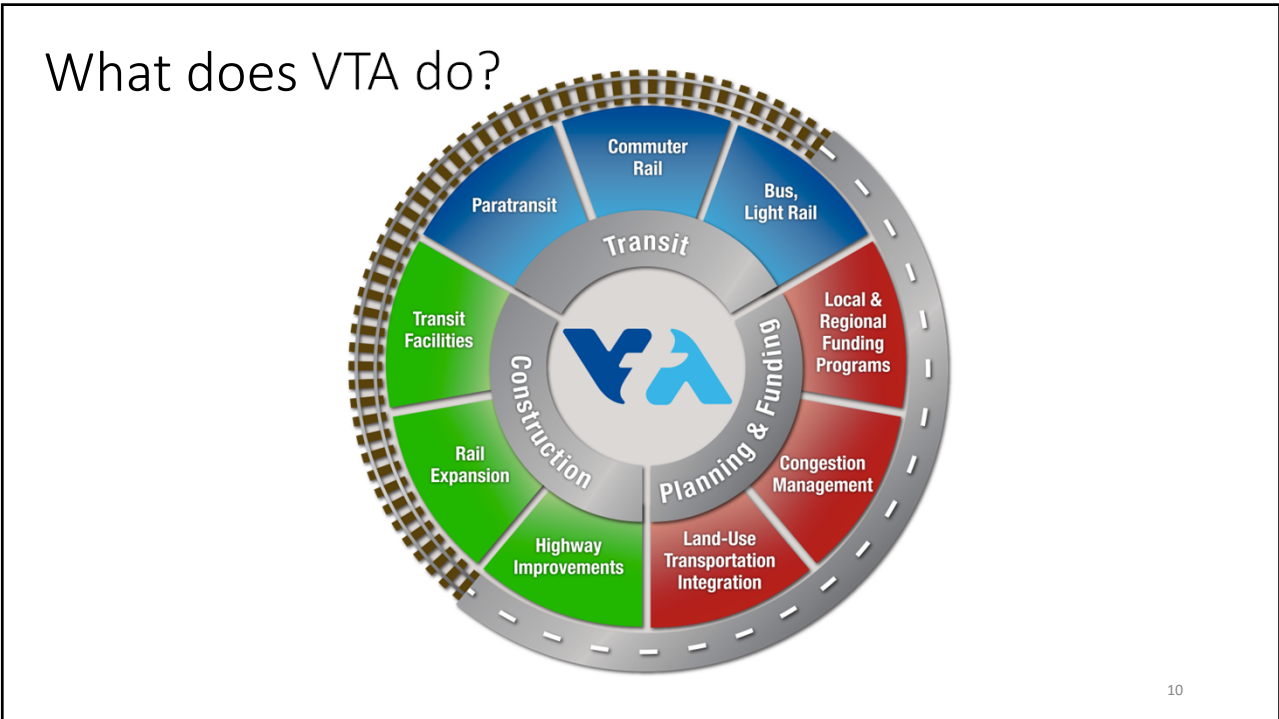 What does VTA do?
Commuter
Rail
Paratransit
Bus,
Light Rail
Transit
Local &
Regional
Funding
Programs
Transit
Facilities
VTA
Construction
Planning & Funding
Rail
Expansion
Congestion
Management
Highway
Improvements
Land-Use
Transportation
Integration
10